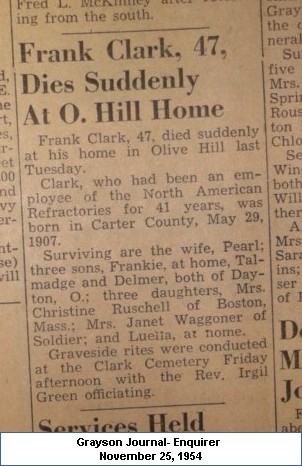 Fred L. McKinney after
ing from the south.
Frank Clark, 47,
Dies Suddenly
At O. Hill Home
Frank Clark, 47, died suddenly
at his home in Olive Hill last
Tuesday.
Clark, who had been an em-
ployee of the North American
Refractories for 41 years, was
born in Carter County, May 29,
1907.
Surviving are the wife, Pearl;
three sons, Frankie, at home, Tal-
madge and Delmer, both of Day-
ton, O.; three daughters, Mrs.
Christine Ruschell of Boston,
Mass.; Mrs. Janet Waggoner of
Soldier; and Luella, at home.
Graveside rites were conducted
at the Clark Cemetery Friday
afternoon with the Rev. Irgil
Green officiating.
Services Held
Grayson Journal- Enquirer
November 25, 1954